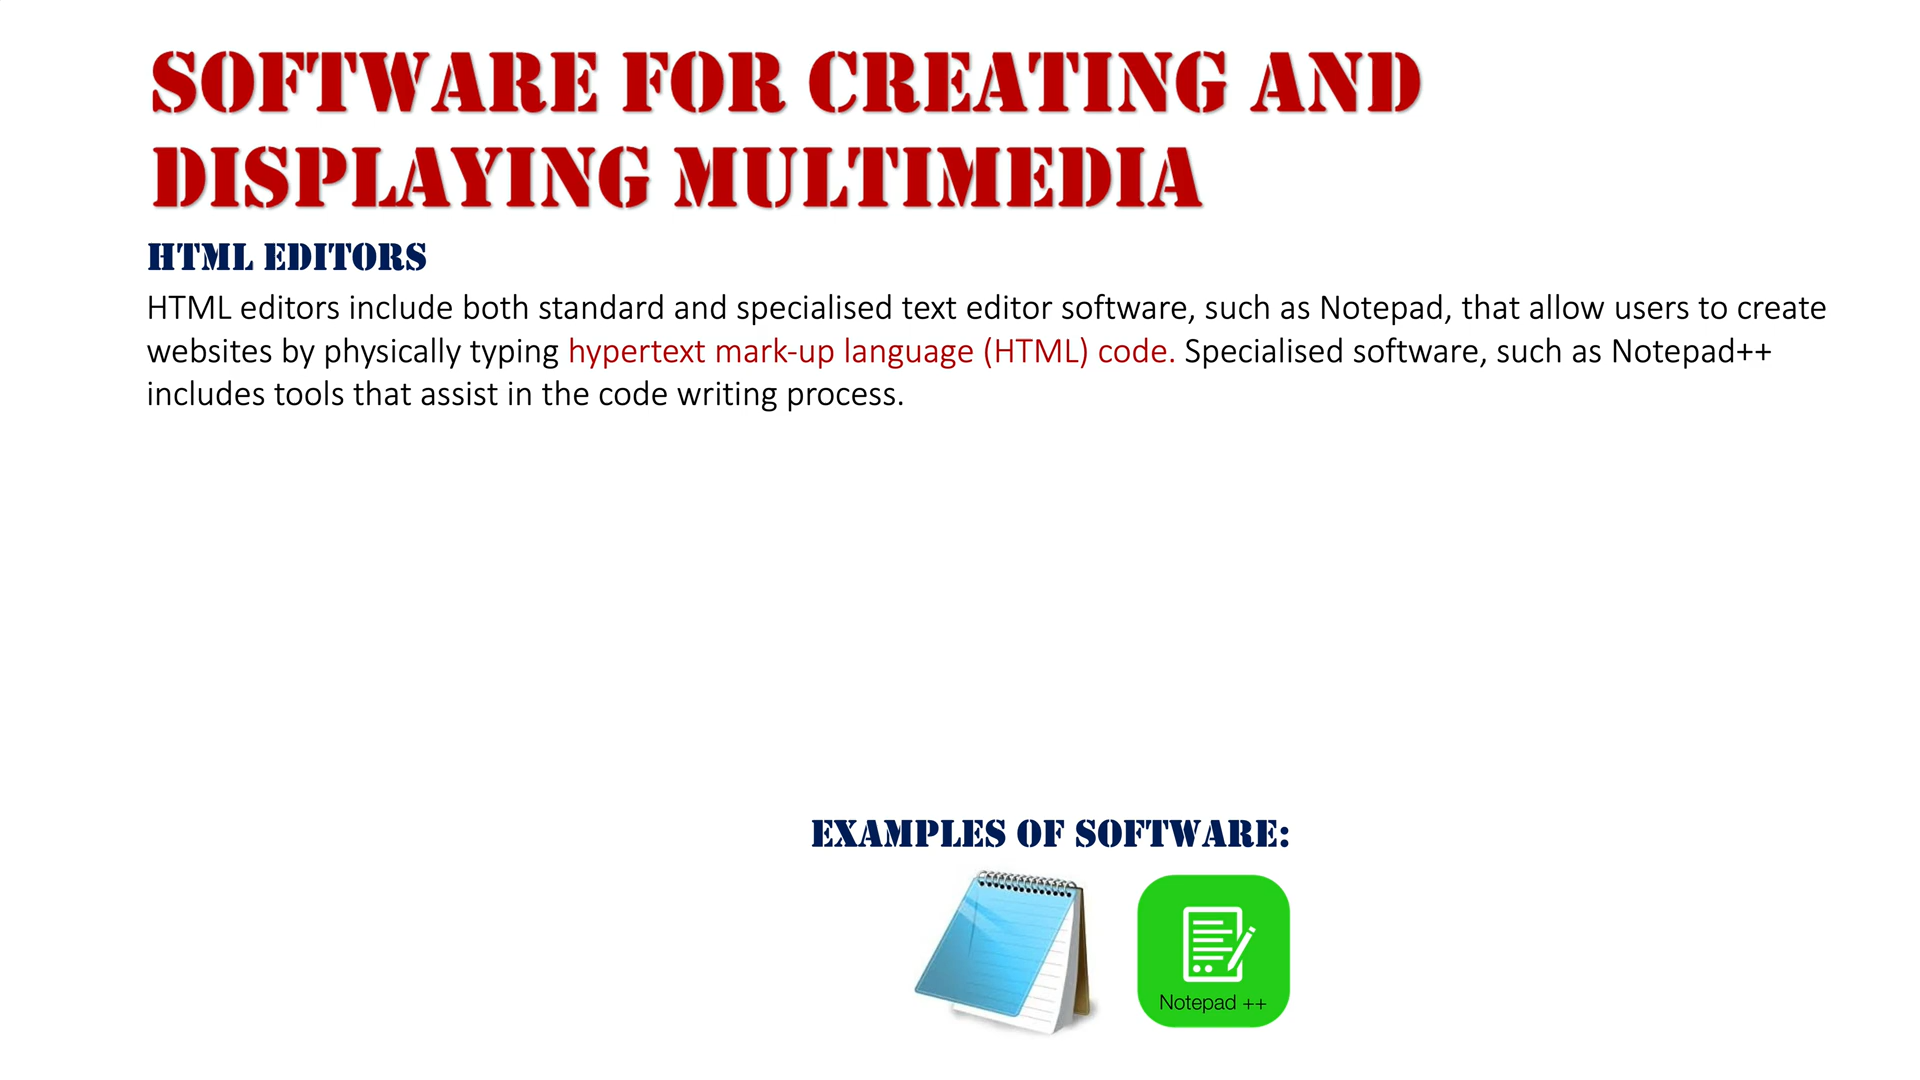 SOFTWARE FOR CREATING AND
DISPLAYING MULTIMEDIA
HTML EDITORS
HTML editors include both standard and specialised text editor software, such as Notepad, that allow users to create
websites by physically typing hypertext mark-up language (HTML) code. Specialised software, such as Notepad++
includes tools that assist in the code writing process.
EXAMPLES OF SOFTWARE:
Notepad ++